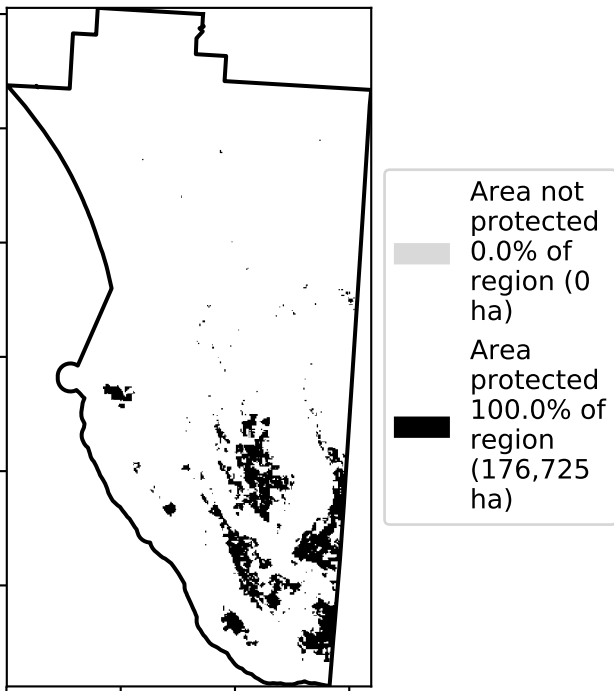 Area not
protected
0.0% of
region (0
ha)
Area
protected
100.0% of
region
(176,725
ha)